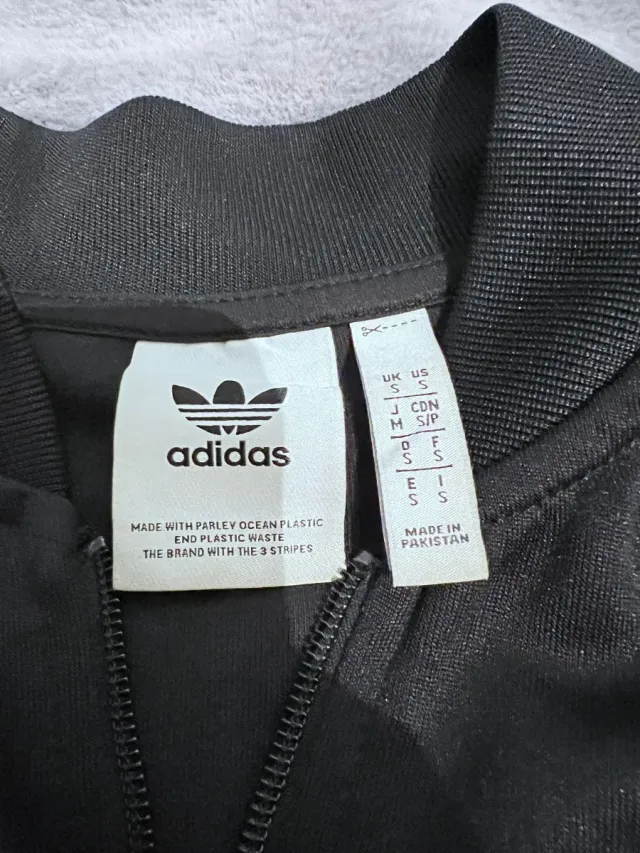 adidas
MADE WITH PARLEY OCEAN PLASTIC
END PLASTIC WASTE
THE BRAND WITH THE 3 STRIPES
UK US
S S
J CDN
M S/P
D F
S S
E I
S S
MADE IN
PAKISTAN